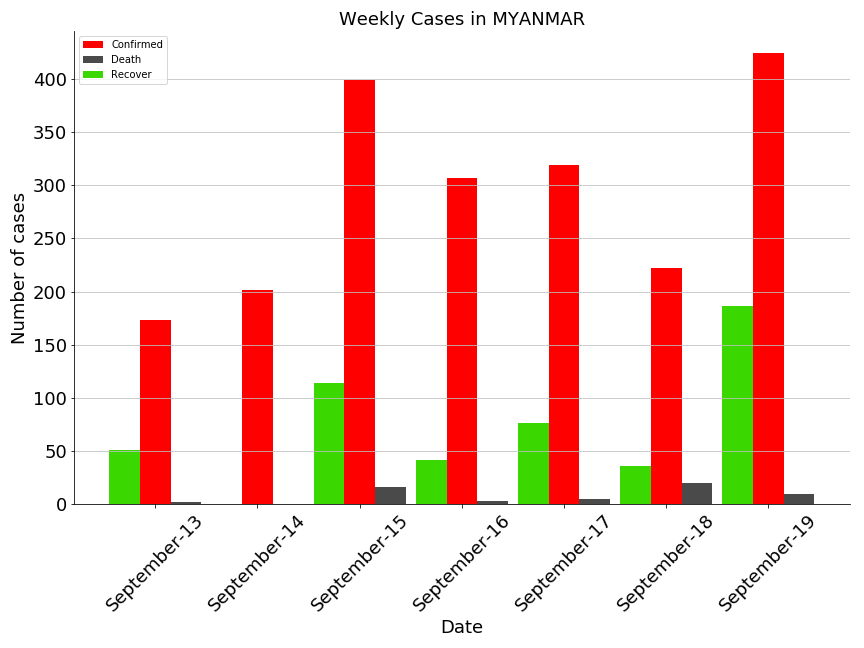 Weekly Cases in MYANMAR
Confirmed
Death
Recover
Number of cases
400
350
300
250
200
150
100
50
0
September-13
September-14
September-15
September-16
September-17
September-18
September-19
Date